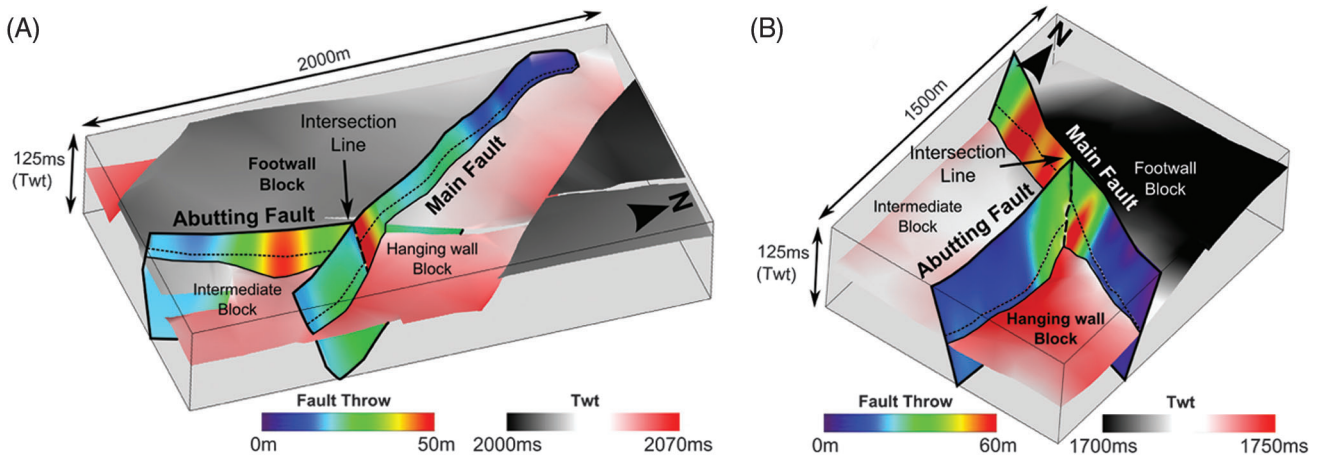 (A)
2000m
N
125ms
(Twt)
Intersection
Line
Footwall
Block
Main Fault
Abutting Fault
Hanging wall
Block
Intermediate
Block
Fault Throw
0m
50m
Twt
2000ms
2070ms
(B)
1500m
N
125ms
(Twt)
Intersection
Line
Main Fault
Footwall
Block
Intermediate
Block
Abutting Fault
Hanging wall
Block
Fault Throw
0m
60m
Twt
1700ms
1750ms